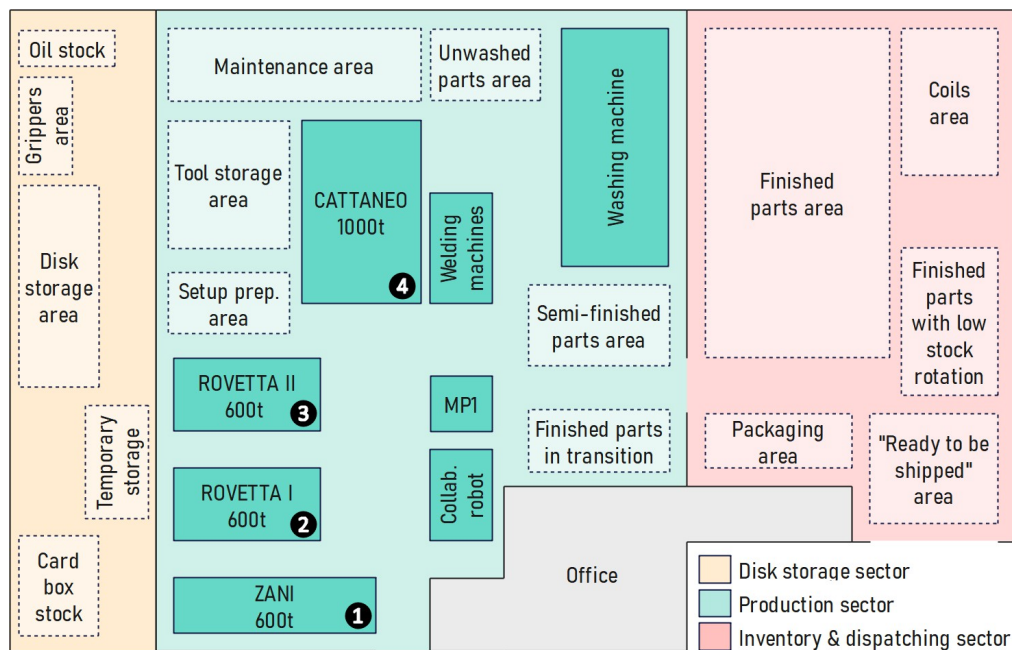 Oil stock
Grippers
area
Disk
storage
area
Temporary
storage
Card
box
stock
Maintenance area
Unwashed
parts area
Washing machine
Tool storage
area
CATTANEO
1000t
4
Welding
machines
Setup prep.
area
Semi-finished
parts area
ROVETTA II
600t
3
MP1
Finished parts
in transition
ROVETTA I
600t
2
Collab.
robot
ZANI
600t
1
Office
Finished
parts area
Coils
area
Finished
parts
with low
stock
rotation
Packaging
area
"Ready to be
shipped"
area
Disk storage sector
Production sector
Inventory & dispatching sector